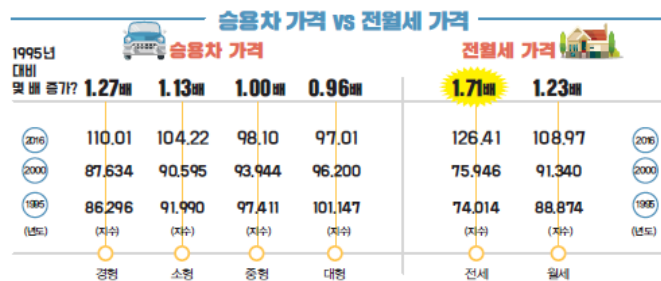 승용차 가격 vs 전월세 가격
1995년
대비
몇 배 증가?
승용차 가격
전월세 가격
1.27배 1.13배 1.00배 0.96배 1.71배 1.23배
2016 110.01 104.22 98.10 97.01 126.41 108.97 2016
2000 87.634 90.595 93.944 96.200 75.946 91.340 2000
1995 86.296 91.990 97.411 101.147 74.014 88.874 1995
(년도) (지수) (지수) (지수) (지수) (지수) (지수) (년도)
경형 소형 중형 대형 전세 월세